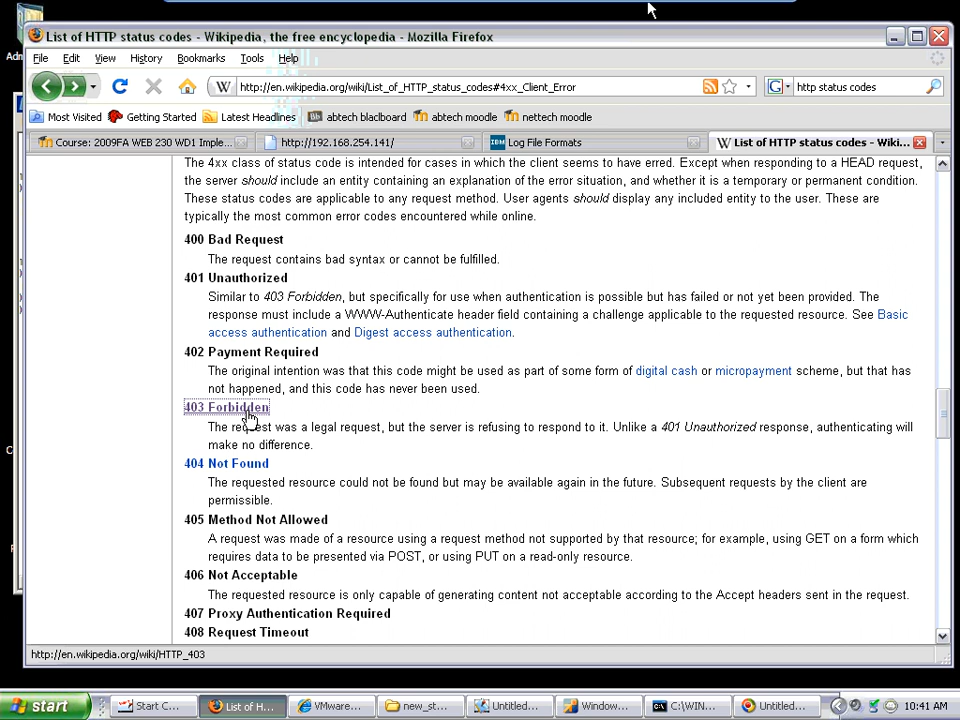 Adm
List of HTTP status codes - Wikipedia, the free encyclopedia - Mozilla Firefox
File Edit View History Bookmarks Tools Help
W http://en.wikipedia.org/wiki/List_of_HTTP_status_codes#4xx_Client_Error G http status codes
Most Visited Getting Started Latest Headlines Bb abtech blackboard abtech moodle nettech moodle
Course: 2009FA WEB 230 WD1 Imple... http://192.168.254.141/ IBM Log File Formats W List of HTTP status codes - Wiki...
The 4xx class of status code is intended for cases in which the client seems to have erred. Except when responding to a HEAD request,
the server should include an entity containing an explanation of the error situation, and whether it is a temporary or permanent condition.
These status codes are applicable to any request method. User agents should display any included entity to the user. These are
typically the most common error codes encountered while online.
400 Bad Request
The request contains bad syntax or cannot be fulfilled.
401 Unauthorized
Similar to 403 Forbidden, but specifically for use when authentication is possible but has failed or not yet been provided. The
response must include a WWW-Authenticate header field containing a challenge applicable to the requested resource. See Basic
access authentication and Digest access authentication.
402 Payment Required
The original intention was that this code might be used as part of some form of digital cash or micropayment scheme, but that has
not happened, and this code has never been used.
403 Forbidden
The request was a legal request, but the server is refusing to respond to it. Unlike a 401 Unauthorized response, authenticating will
make no difference.
404 Not Found
The requested resource could not be found but may be available again in the future. Subsequent requests by the client are
permissible.
405 Method Not Allowed
A request was made of a resource using a request method not supported by that resource; for example, using GET on a form which
requires data to be presented via POST, or using PUT on a read-only resource.
406 Not Acceptable
The requested resource is only capable of generating content not acceptable according to the Accept headers sent in the request.
407 Proxy Authentication Required
408 Request Timeout
http://en.wikipedia.org/wiki/HTTP_403
start Start C... List of H... VMware... new_st... Untitled... Window... C:\WIN... Untitled... 10:41 AM